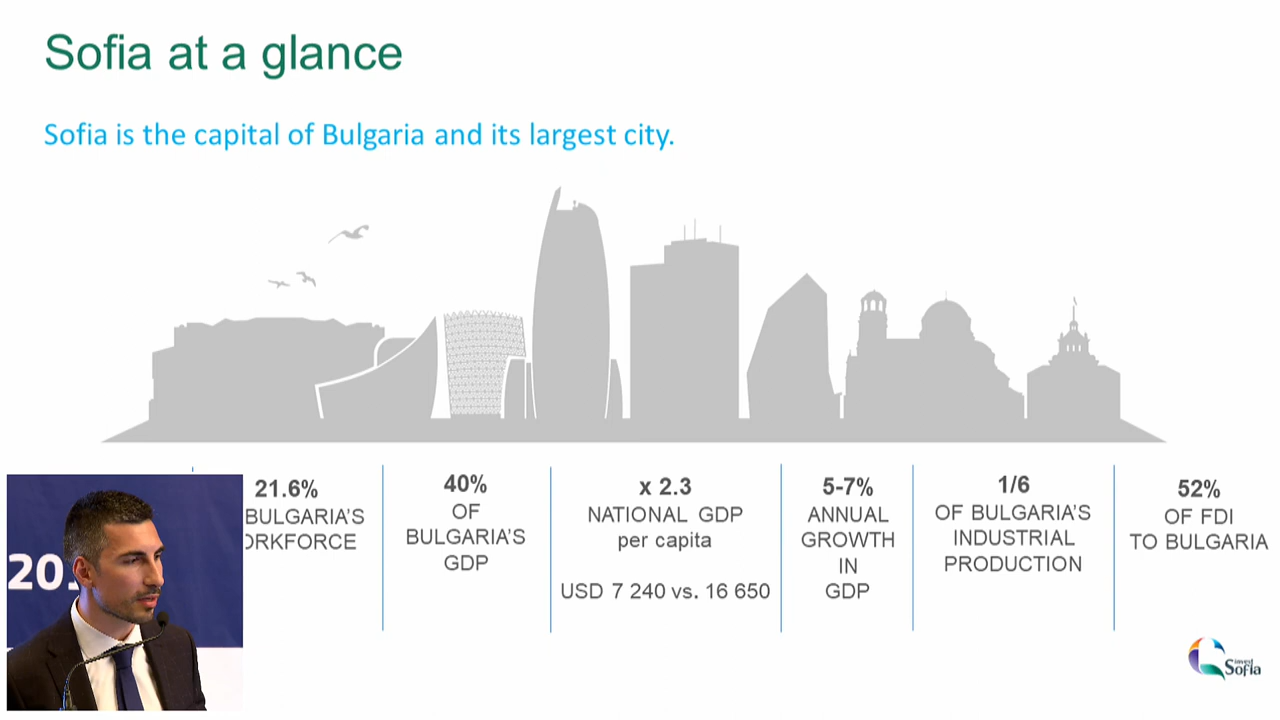 Sofia at a glance
Sofia is the capital of Bulgaria and its largest city.
21.6%
BULGARIA'S
40%
OF
BULGARIA'S
GDP
x 2.3
NATIONAL GDP
per capita
USD 7 240 vs. 16 650
5-7%
ANNUAL
GROWTH
IN
GDP
1/6
OF BULGARIA'S
INDUSTRIAL
PRODUCTION
52%
OF FDI
TO BULGARIA
invest
Sofia